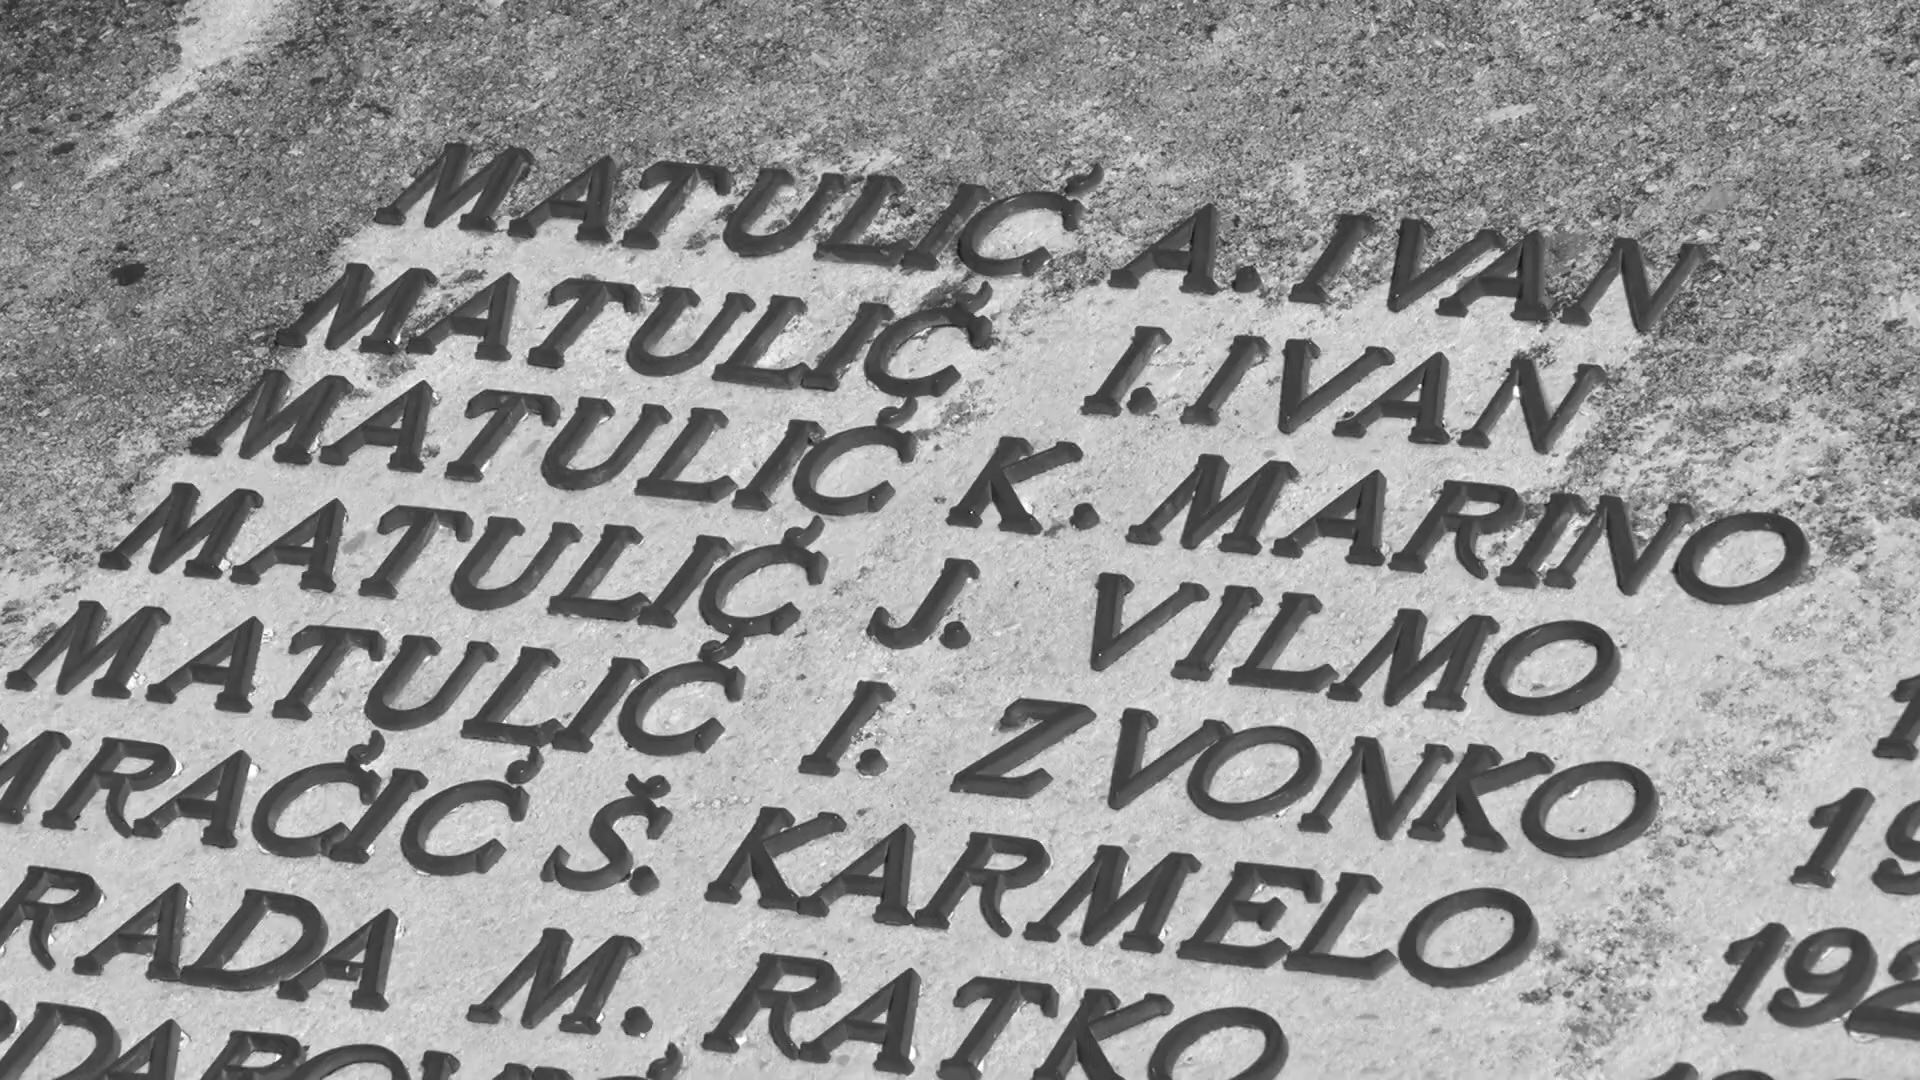 MATULIĆ A. IVAN
MATULIĆ I. IVAN
MATULIĆ K. MARINO
MATULIĆ J. VILMO
MATULIĆ I. ZVONKO
MRAČIĆ Š. KARMELO
RADA M. RATKO